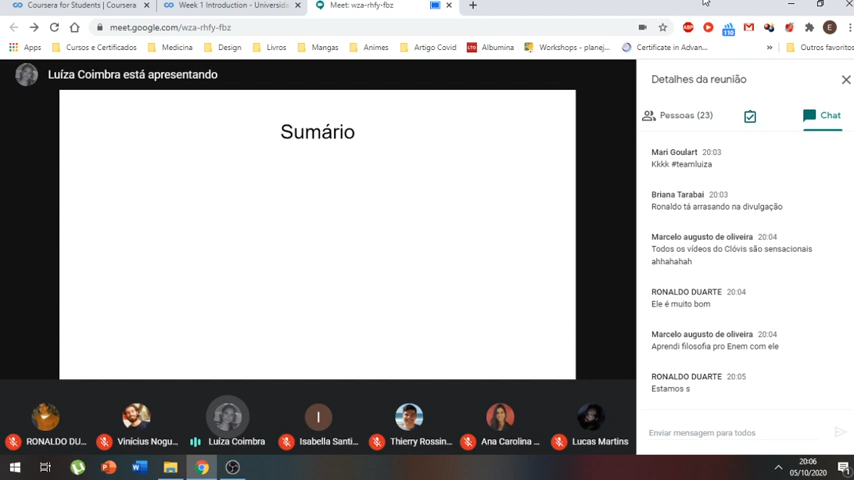 Coursera for Students | Coursera
Week 1 Introduction - Universida
Meet: wza-rhfy-fbz
meet.google.com/wza-rhfy-fbz
ABP
110
E
Apps
Cursos e Certificados
Medicina
Design
Livros
Mangas
Animes
Artigo Covid
LTO
Albumina
Workshops - planej...
Certificate in Advan...
»
Outros favoritos
Luíza Coimbra está apresentando
Sumário
Detalhes da reunião
Pessoas (23)
Chat
Mari Goulart 20:03
Kkkk #teamluiza
Briana Tarabai 20:03
Ronaldo tá arrasando na divulgação
Marcelo augusto de oliveira 20:04
Todos os vídeos do Clóvis são sensacionais
ahhahahah
RONALDO DUARTE 20:04
Ele é muito bom
Marcelo augusto de oliveira 20:04
Aprendi filosofia pro Enem com ele
RONALDO DUARTE 20:05
Estamos s
Enviar mensagem para todos
I
RONALDO DU...
Vinícius Nogu...
Luíza Coimbra
Isabella Santi...
Thierry Rossin...
Ana Carolina ...
Lucas Martins
20:06
05/10/2020
1